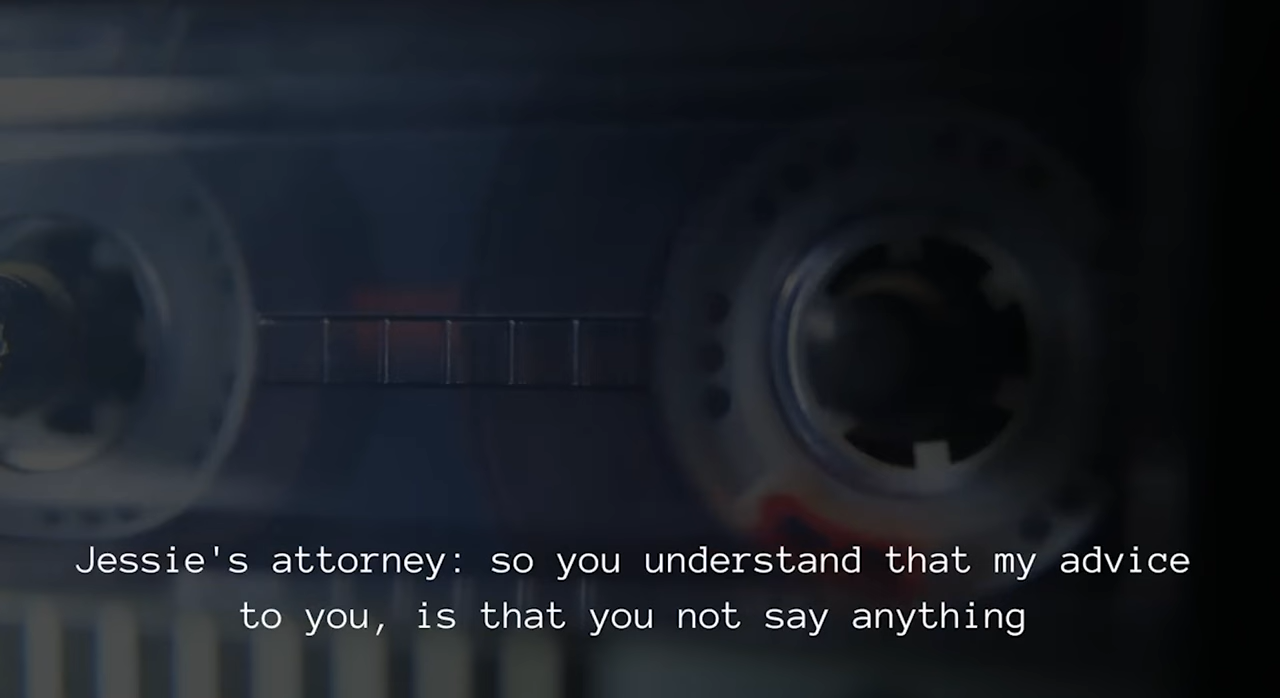 Jessie's attorney: so you understand that my advice
to you, is that you not say anything